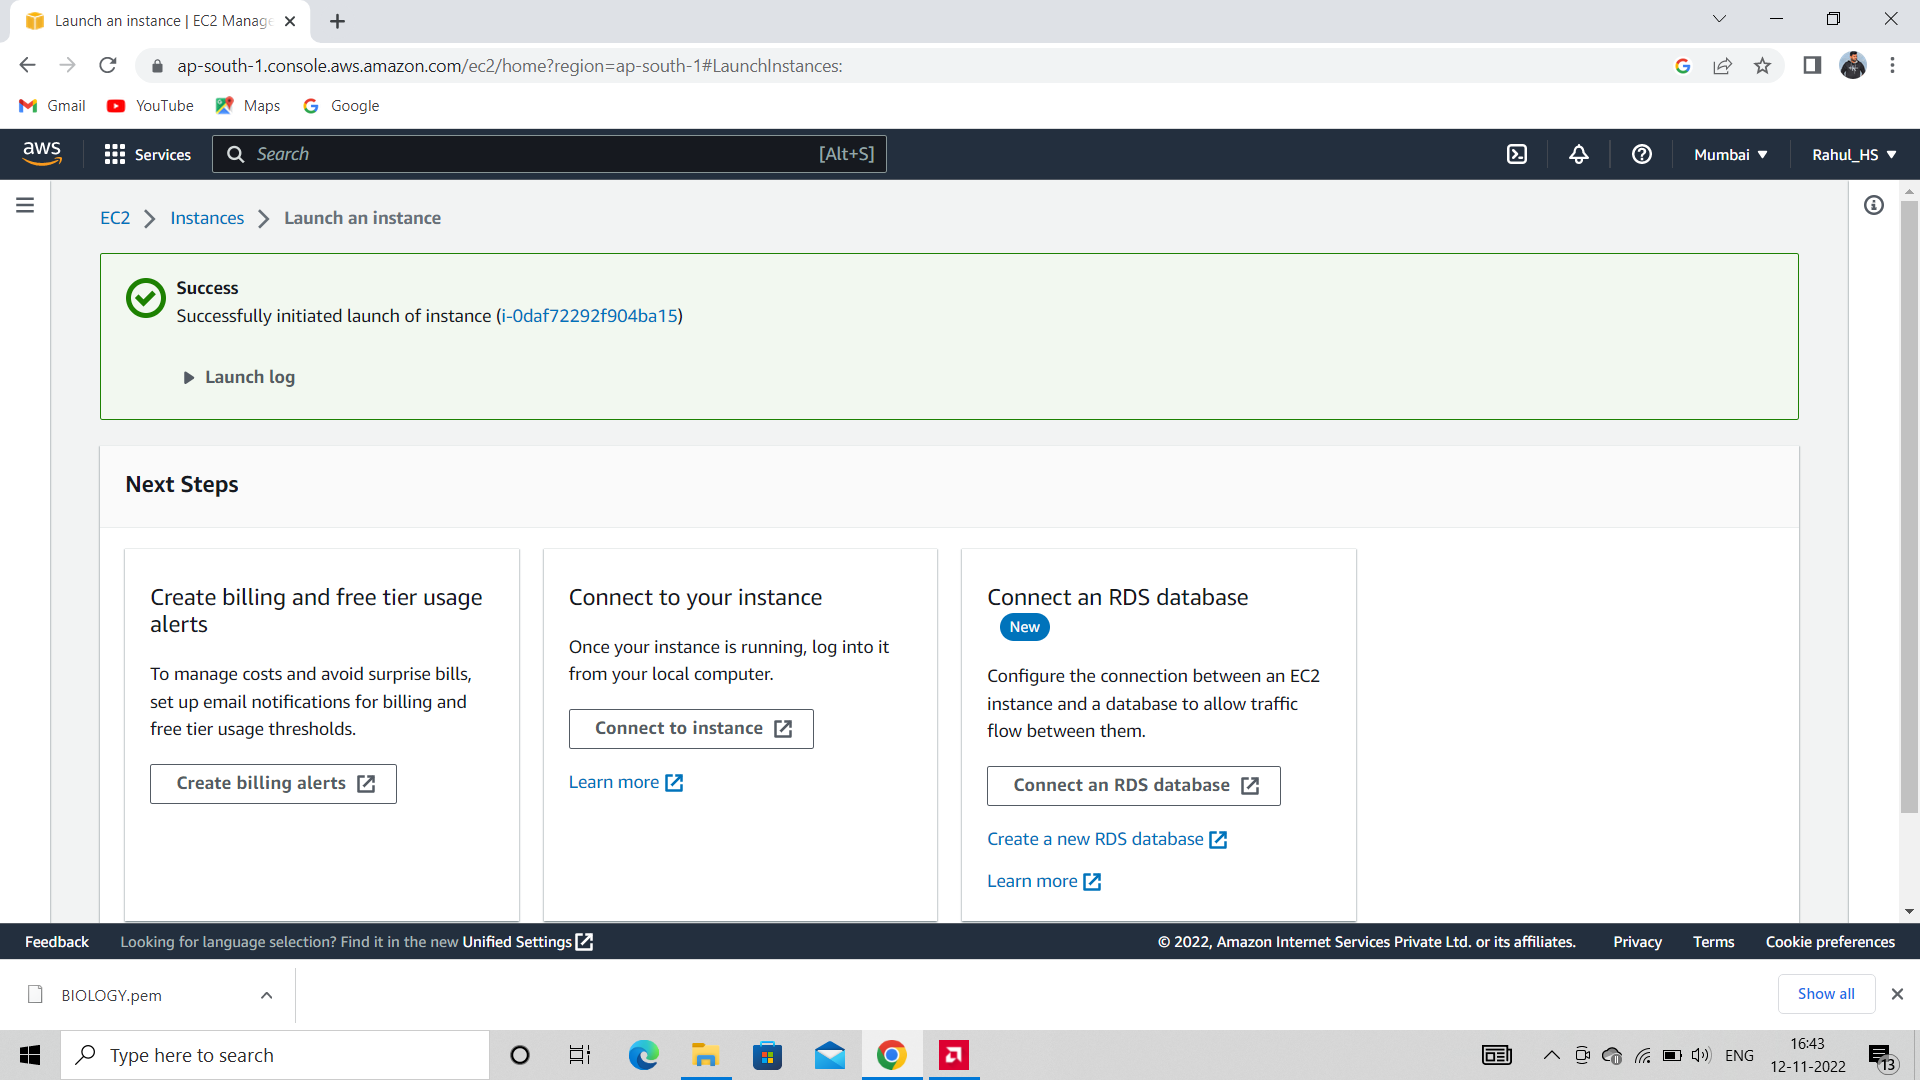 Launch an instance | EC2 Manage
ap-south-1.console.aws.amazon.com/ec2/home?region=ap-south-1#LaunchInstances:
Gmail YouTube Maps Google
aws Services Search [Alt+S] Mumbai Rahul_HS
EC2 Instances Launch an instance
Success
Successfully initiated launch of instance (i-0daf72292f904ba15)
Launch log
Next Steps
Create billing and free tier usage
alerts
To manage costs and avoid surprise bills,
set up email notifications for billing and
free tier usage thresholds.
Create billing alerts
Connect to your instance
Once your instance is running, log into it
from your local computer.
Connect to instance
Learn more
Connect an RDS database
New
Configure the connection between an EC2
instance and a database to allow traffic
flow between them.
Connect an RDS database
Create a new RDS database
Learn more
Feedback Looking for language selection? Find it in the new Unified Settings © 2022, Amazon Internet Services Private Ltd. or its affiliates. Privacy Terms Cookie preferences
BIOLOGY.pem Show all
Type here to search ENG 16:43
12-11-2022
13